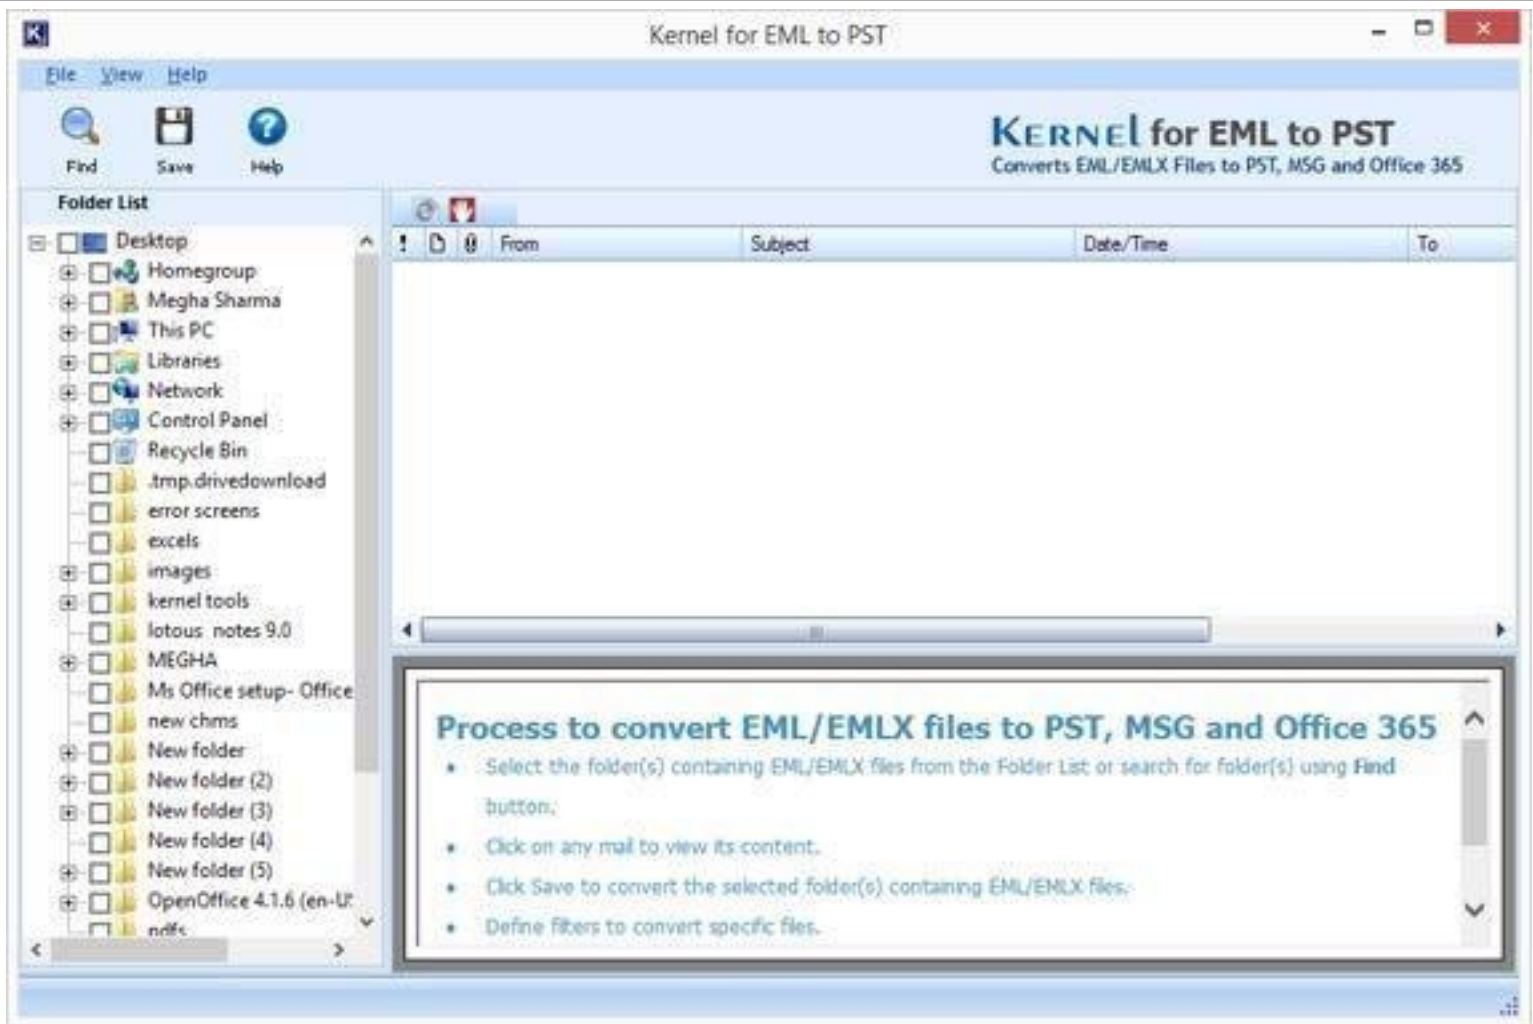 Kernel for EML to PST
File View Help
Find Save Help
KERNEl for EML to PST
Converts EML/EMLX Files to PST, MSG and Office 365
Folder List
! From Subject Date/Time To
Desktop
Homegroup
Megha Sharma
This PC
Libraries
Network
Control Panel
Recycle Bin
.tmp.drivedownload
error screens
excels
images
kernel tools
lotous notes 9.0
MEGHA
Ms Office setup- Office
new chms
New folder
New folder (2)
New folder (3)
New folder (4)
New folder (5)
OpenOffice 4.1.6 (en-U
pdfs
Process to convert EML/EMLX files to PST, MSG and Office 365
• Select the folder(s) containing EML/EMLX files from the Folder List or search for folder(s) using Find
button.
• Click on any mail to view its content.
• Click Save to convert the selected folder(s) containing EML/EMLX files.
• Define filters to convert specific files.